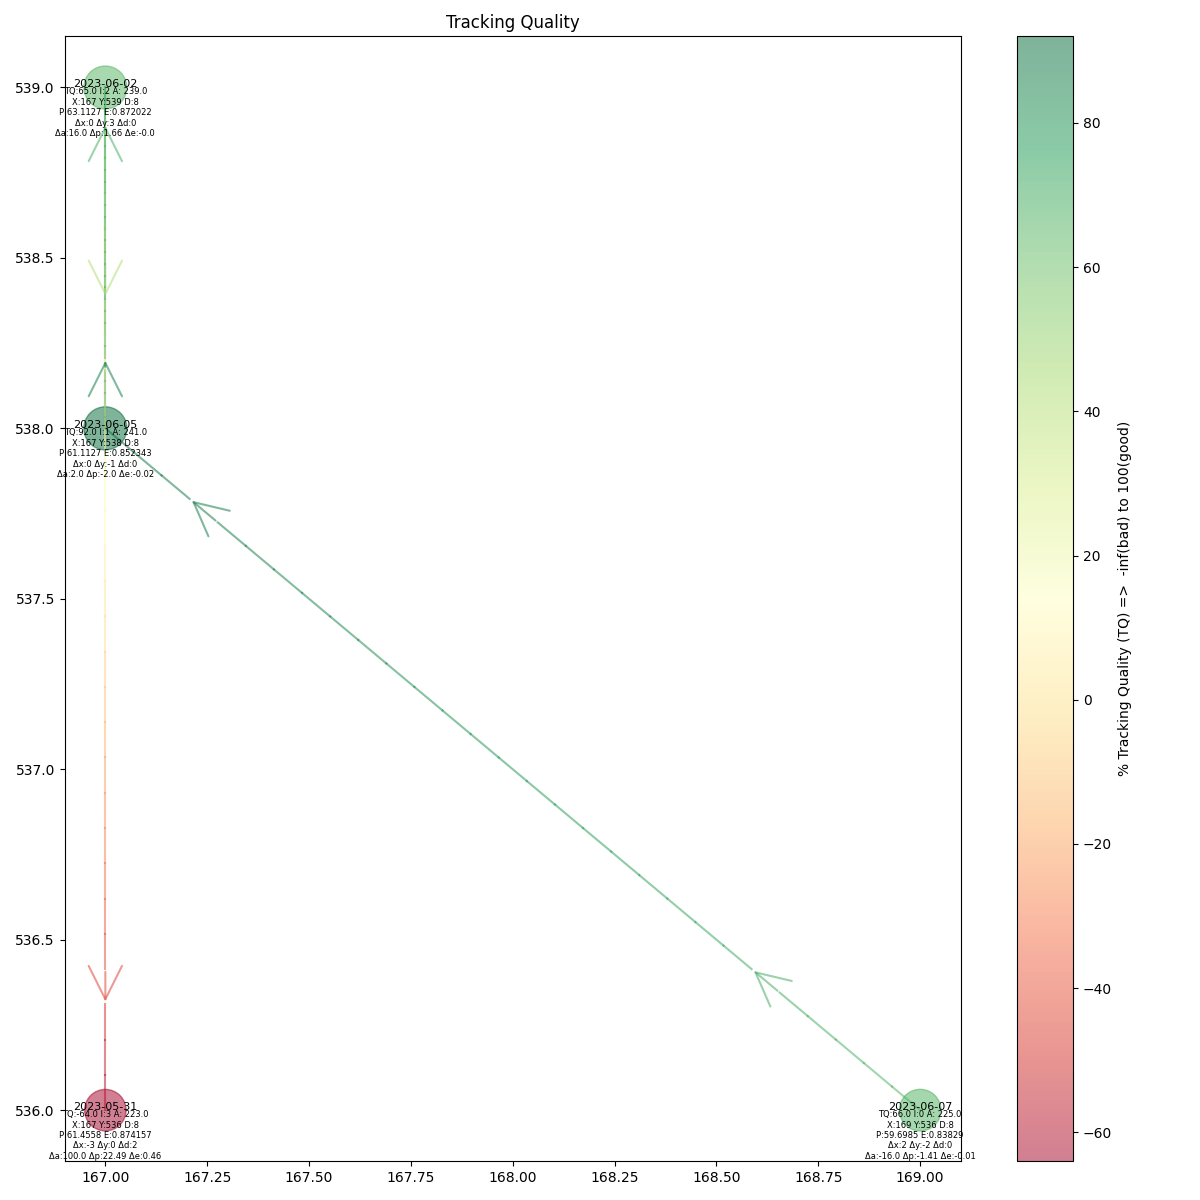 Tracking Quality
539.0
538.5
538.0
537.5
537.0
536.5
536.0
2023-06-02
TQ:65.0 I:2 A: 239.0
X:167 Y:539 D:8
P:63.1127 E:0.872022
Δx:0 Δy:3 Δd:0
Δa:16.0 Δp:1.66 Δe:-0.0
2023-06-05
TQ:92.0 I:1 A: 241.0
X:167 Y:538 D:8
P:61.1127 E:0.852343
Δx:0 Δy:-1 Δd:0
Δa:2.0 Δp:-2.0 Δe:-0.02
2023-05-31
TQ:-64.0 I:3 A: 223.0
X:167 Y:536 D:8
P:61.4558 E:0.874157
Δx:-3 Δy:0 Δd:2
Δa:100.0 Δp:22.49 Δe:0.46
2023-06-07
TQ:66.0 I:0 A: 225.0
X:169 Y:536 D:8
P:59.6985 E:0.83829
Δx:2 Δy:-2 Δd:0
Δa:-16.0 Δp:-1.41 Δe:-0.01
167.00 167.25 167.50 167.75 168.00 168.25 168.50 168.75 169.00
80
60
40
20
0
−20
−40
−60
% Tracking Quality (TQ) => -inf(bad) to 100(good)